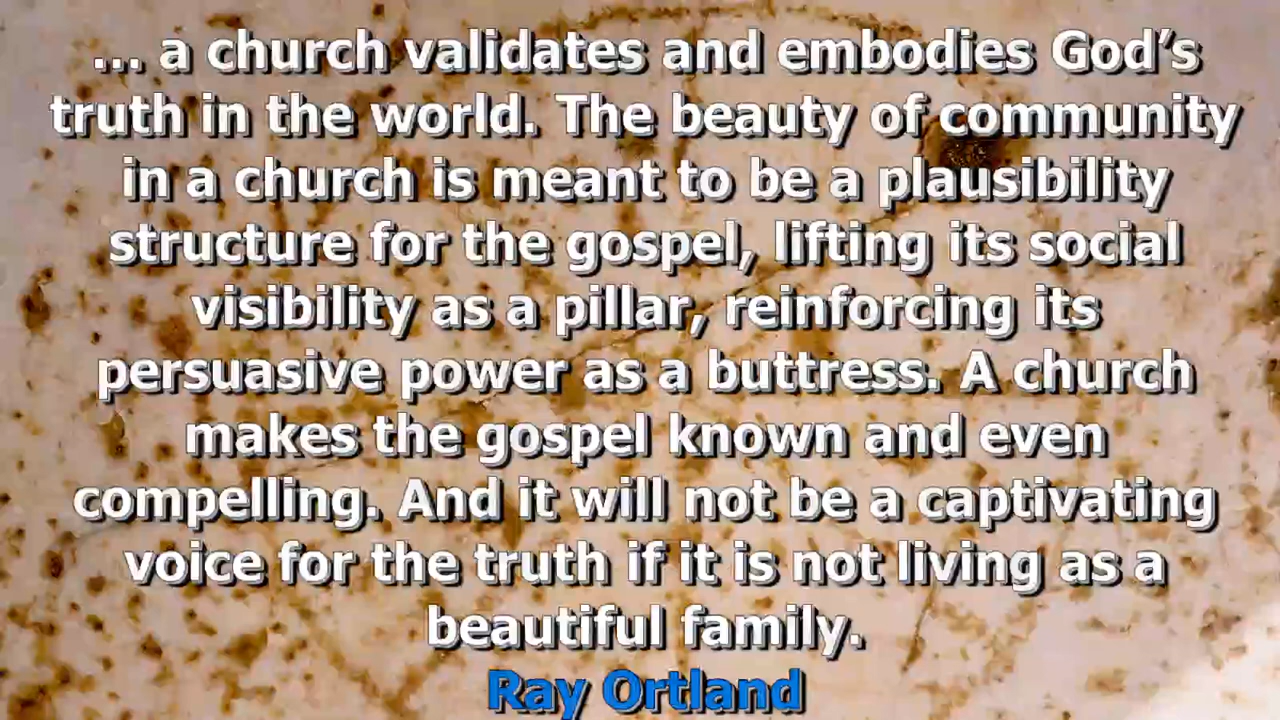 ... a church validates and embodies God’s
truth in the world. The beauty of community
in a church is meant to be a plausibility
structure for the gospel, lifting its social
visibility as a pillar, reinforcing its
persuasive power as a buttress. A church
makes the gospel known and even
compelling. And it will not be a captivating
voice for the truth if it is not living as a
beautiful family.
Ray Ortland